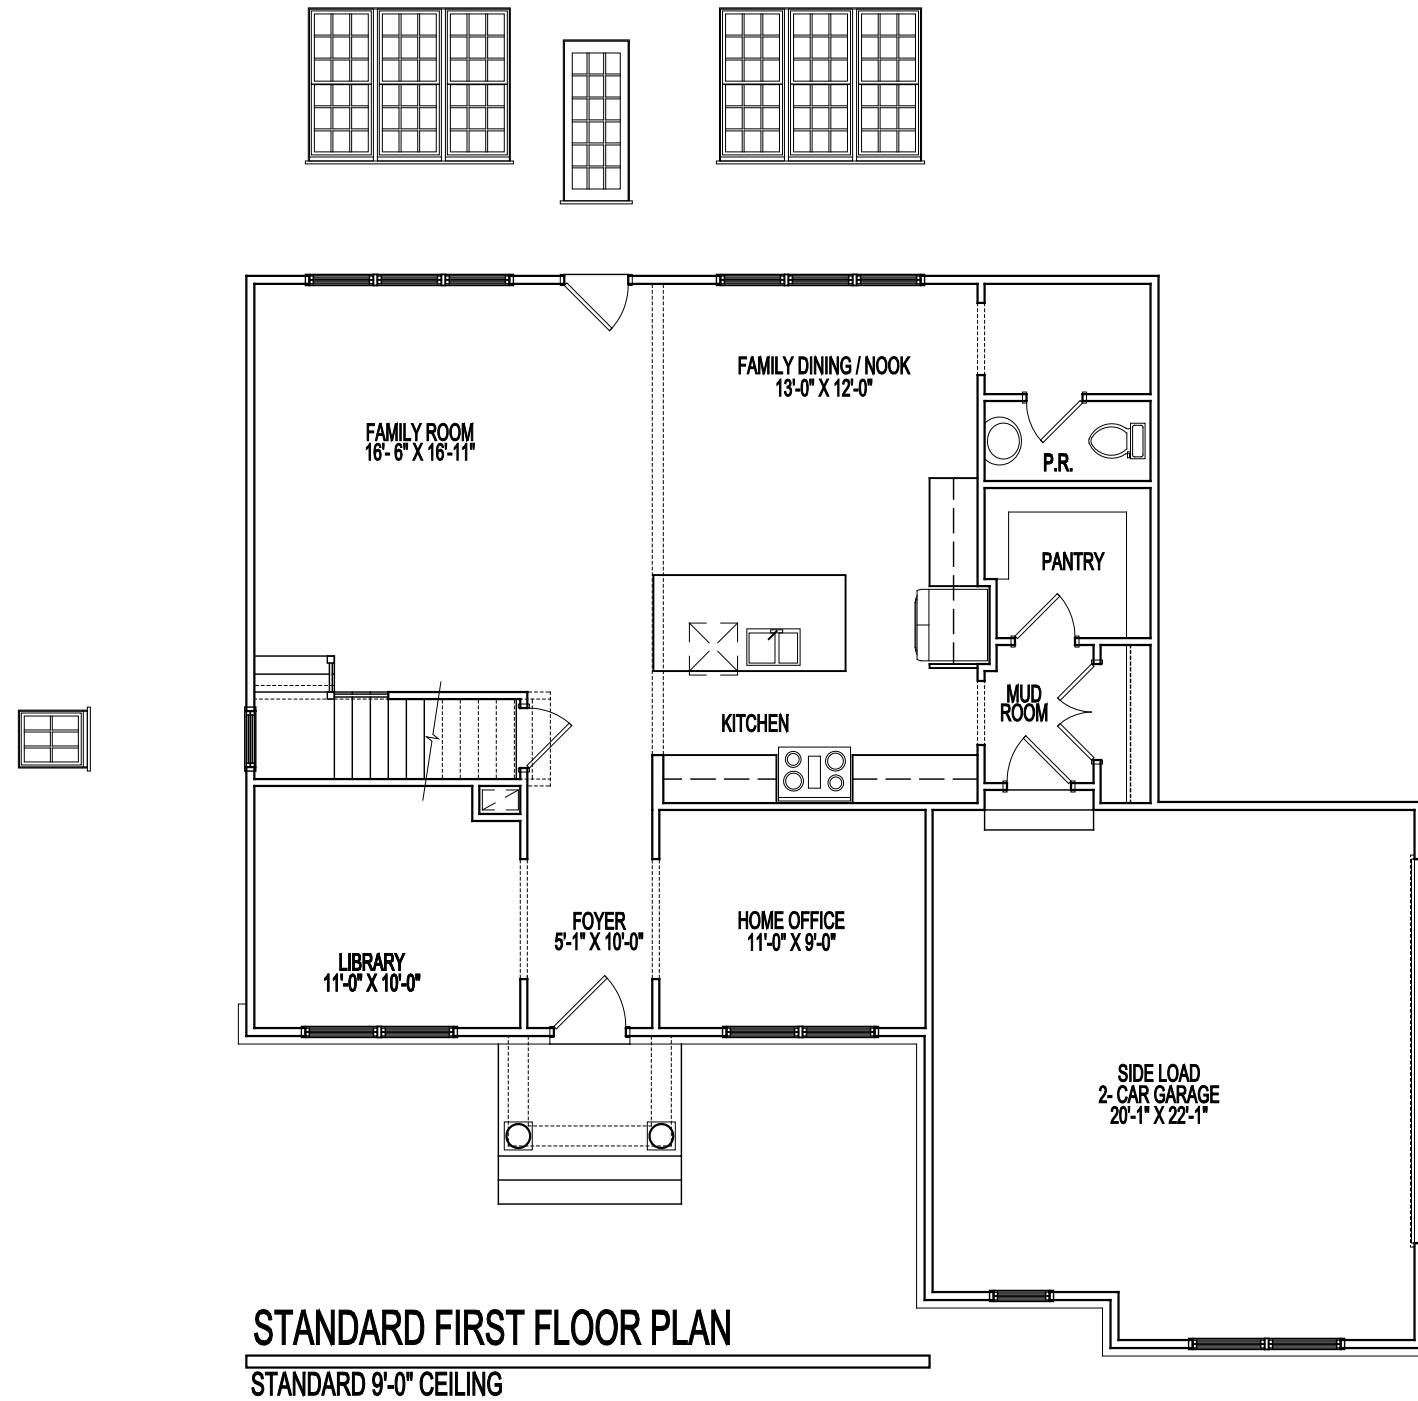 FAMILY DINING / NOOK
13'-0" X 12'-0"
FAMILY ROOM
16'- 6" X 16'-11"
P.R.
PANTRY
MUD
ROOM
KITCHEN
FOYER
5'-1" X 10'-0"
HOME OFFICE
11'-0" X 9'-0"
LIBRARY
11'-0" X 10'-0"
SIDE LOAD
2- CAR GARAGE
20'-1" X 22'-1"
STANDARD FIRST FLOOR PLAN
STANDARD 9'-0" CEILING